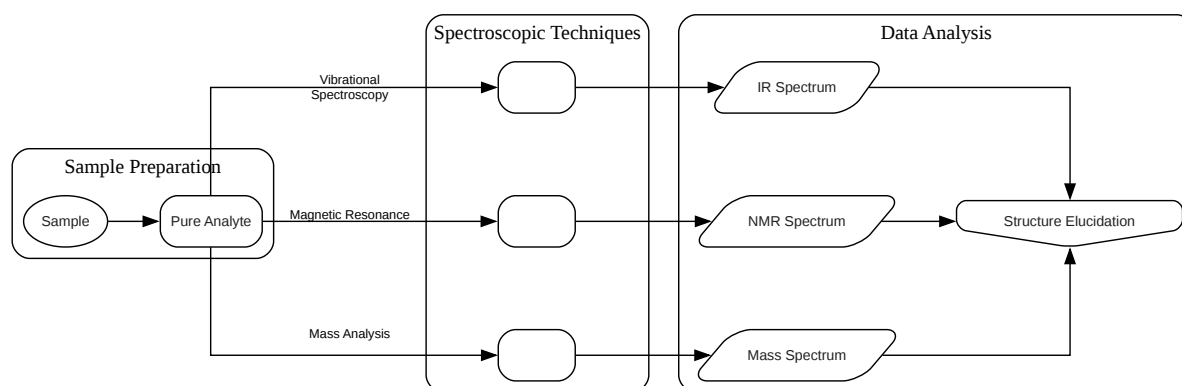 Spectroscopic Techniques
Data Analysis
Vibrational
Spectroscopy
IR Spectrum
Sample Preparation
Sample
Pure Analyte
Magnetic Resonance
NMR Spectrum
Structure Elucidation
Mass Analysis
Mass Spectrum